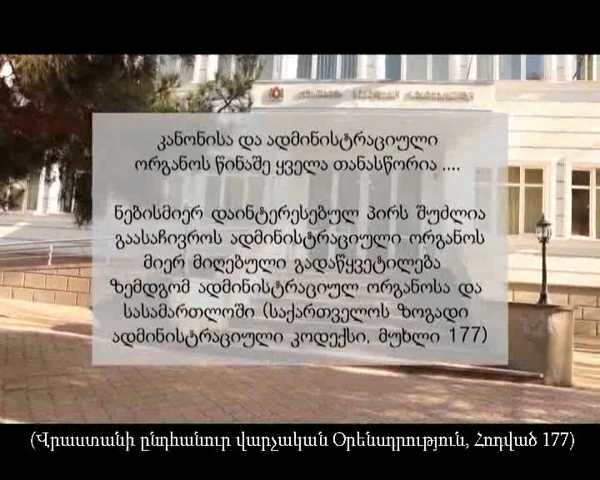 კანონისა და ადმინისტრაციული
ორგანოს წინაშე ყველა თანასწორია ....
ნებისმიერ დაინტერესებულ პირს შუძლია
გაასაჩივროს ადმინისტრაციული ორგანოს
მიერ მიღებული გადაწყვეტილება
ზემდგომ ადმინისტრაციულ ორგანოსა და
სასამართლოში (საქართველოს ზოგადი
ადმინისტრაციული კოდექსი. მუხლი 177)
(Վրաստանի ընդհանուր վարչական Օրենսդրություն, Հոդված 177)